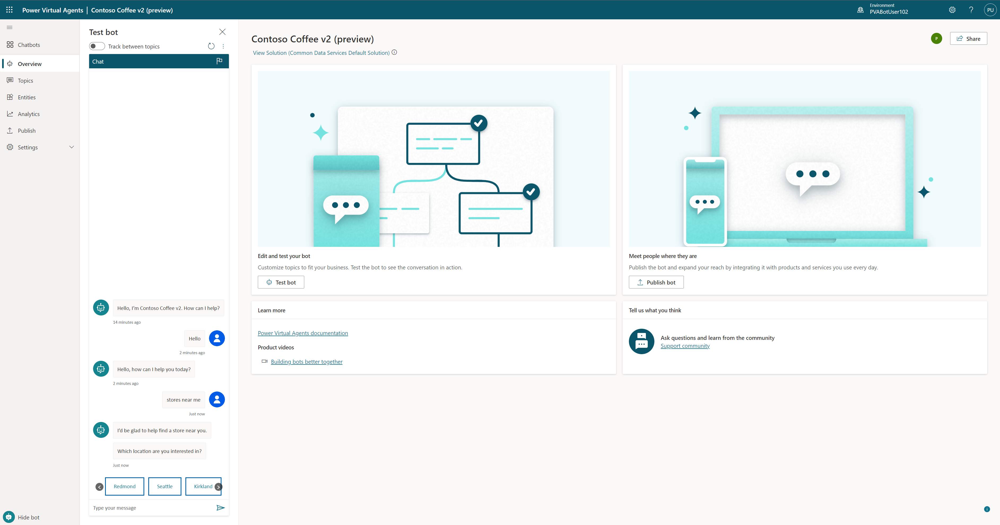 Power Virtual Agents | Contoso Coffee v2 (preview)
Environment
PVABotUser102
PU
Chatbots
Overview
Topics
Entities
Analytics
Publish
Settings
Hide bot
Test bot
Track between topics
Chat
Hello, I'm Contoso Coffee v2. How can I help?
14 minutes ago
Hello
2 minutes ago
Hello, how can I help you today?
2 minutes ago
stores near me
Just now
I'd be glad to help find a store near you.
Which location are you interested in?
Just now
Redmond
Seattle
Kirkland
Type your message
Contoso Coffee v2 (preview)
View Solution (Common Data Services Default Solution)
P
Share
Edit and test your bot
Customize topics to fit your business. Test the bot to see the conversation in action.
Test bot
Meet people where they are
Publish the bot and expand your reach by integrating it with products and services you use every day.
Publish bot
Learn more
Power Virtual Agents documentation
Product videos
Building bots better together
Tell us what you think
Ask questions and learn from the community
Support community